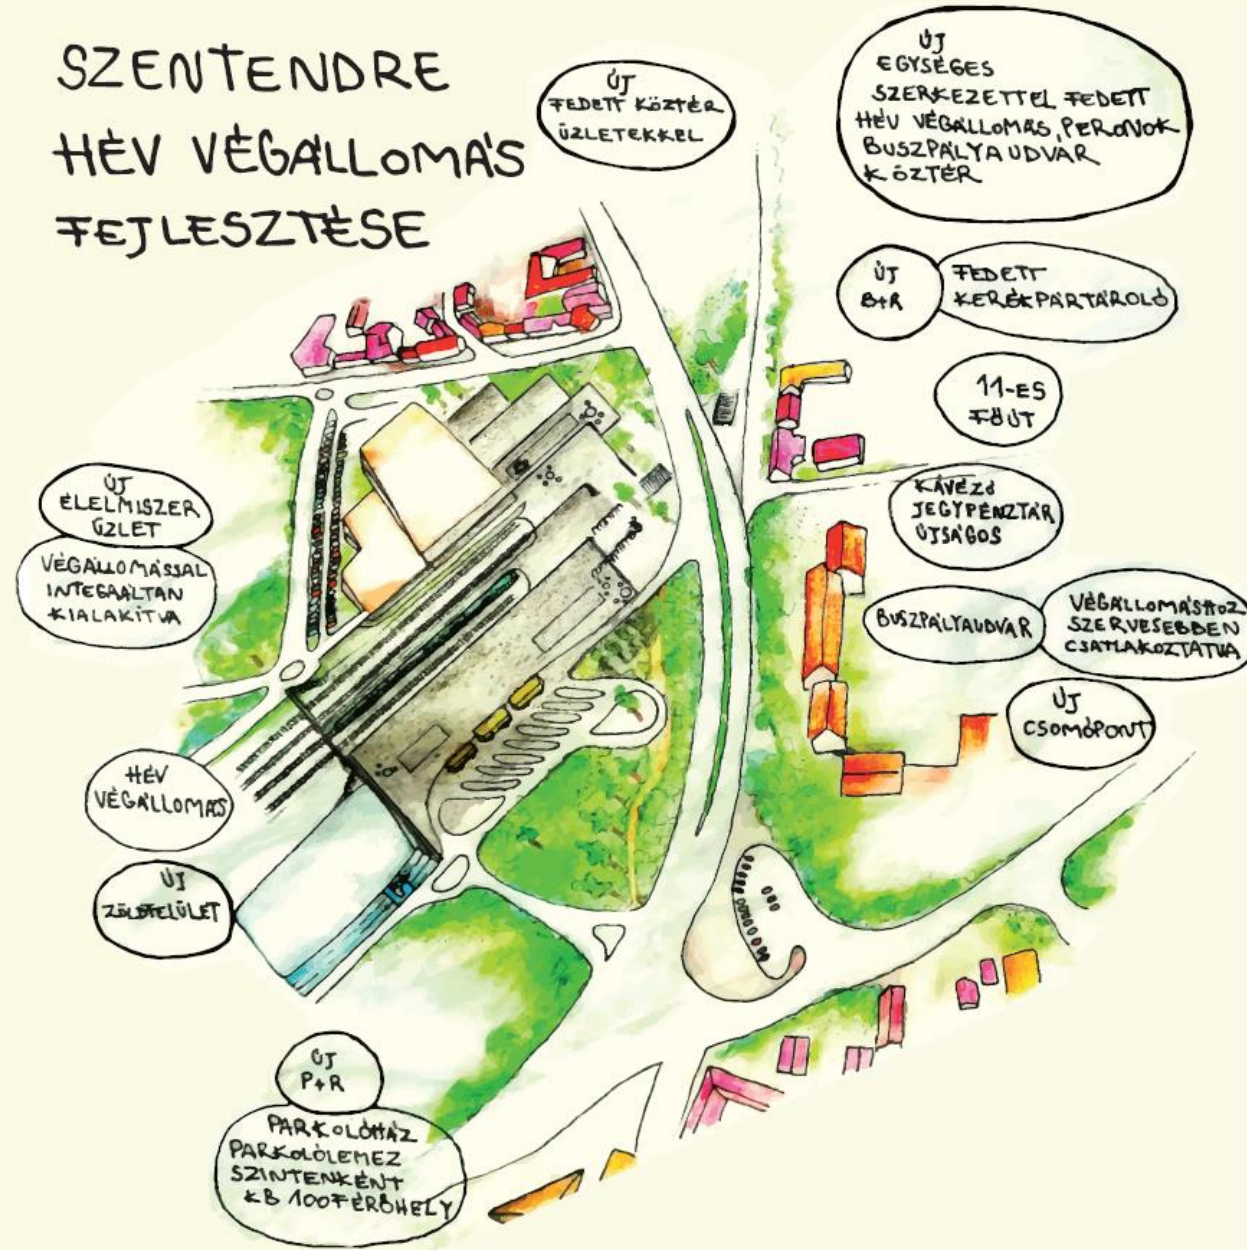 SZENTENDRE
HÉV VÉGÁLLOMÁS
FEJLESZTÉSE
ÚJ
FEDETT KÖZTÉR
ÜZLETEKKEL
ÚJ
EGYSÉGES
SZERKEZETTEL FEDETT
HÉV VÉGÁLLOMÁS, PERONOK
BUSZPÁLYAUDVAR
KÖZTÉR
ÚJ
B+R
FEDETT
KERÉKPÁRTÁROLÓ
11-ES
FŐÚT
KÁVÉZÓ
JEGYPÉNZTÁR
ÚJSÁGOS
BUSZPÁLYAUDVAR
VÉGÁLLOMÁSHOZ
SZERVESEBBEN
CSATLAKOZTATVA
ÚJ
CSOMÓPONT
ÚJ
ÉLELMISZER
ÜZLET
VÉGÁLLOMÁSSAL
INTEGRÁLTAN
KIALAKÍTVA
HÉV
VÉGÁLLOMÁS
ÚJ
ZÖLDFELÜLET
ÚJ
P+R
PARKOLÓHÁZ
PARKOLÓLEMEZ
SZINTENKÉNT
KB 100 FÉRŐHELY